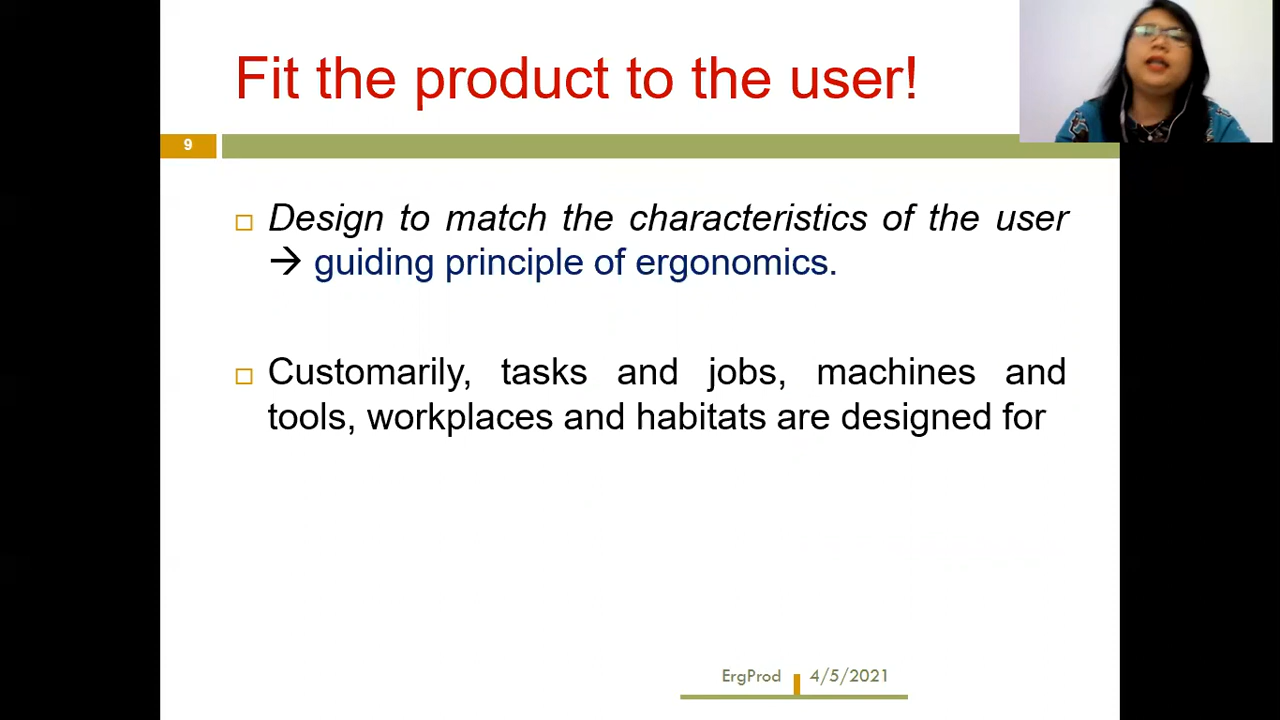 Fit the product to the user!
9
Design to match the characteristics of the user
→ guiding principle of ergonomics.
Customarily, tasks and jobs, machines and
tools, workplaces and habitats are designed for
ErgProd 4/5/2021